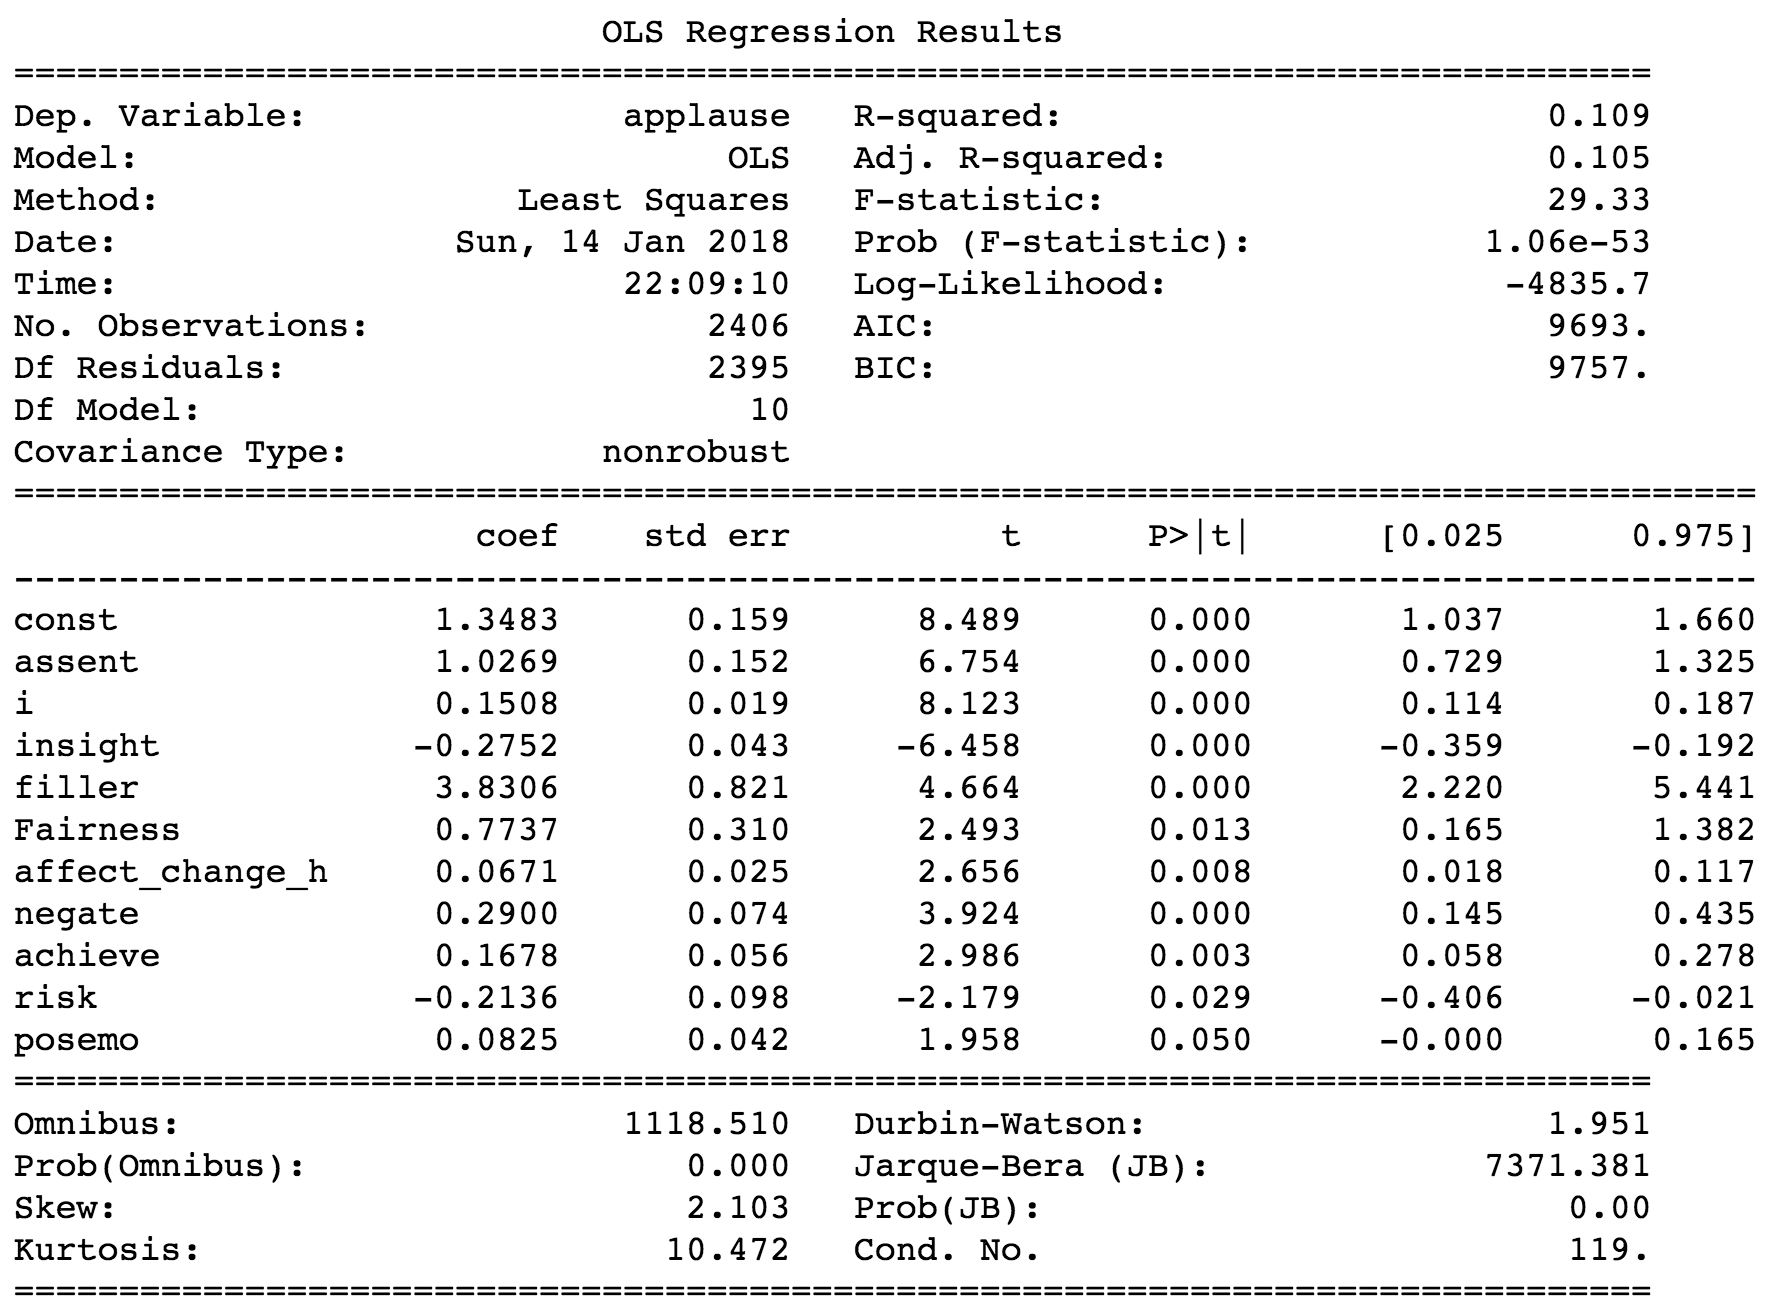 OLS Regression Results
==============================================================================
Dep. Variable: applause R-squared: 0.109
Model: OLS Adj. R-squared: 0.105
Method: Least Squares F-statistic: 29.33
Date: Sun, 14 Jan 2018 Prob (F-statistic): 1.06e-53
Time: 22:09:10 Log-Likelihood: -4835.7
No. Observations: 2406 AIC: 9693.
Df Residuals: 2395 BIC: 9757.
Df Model: 10
Covariance Type: nonrobust
===================================================================================
coef std err t P>|t| [0.025 0.975]
-----------------------------------------------------------------------------------
const 1.3483 0.159 8.489 0.000 1.037 1.660
assent 1.0269 0.152 6.754 0.000 0.729 1.325
i 0.1508 0.019 8.123 0.000 0.114 0.187
insight -0.2752 0.043 -6.458 0.000 -0.359 -0.192
filler 3.8306 0.821 4.664 0.000 2.220 5.441
Fairness 0.7737 0.310 2.493 0.013 0.165 1.382
affect_change_h 0.0671 0.025 2.656 0.008 0.018 0.117
negate 0.2900 0.074 3.924 0.000 0.145 0.435
achieve 0.1678 0.056 2.986 0.003 0.058 0.278
risk -0.2136 0.098 -2.179 0.029 -0.406 -0.021
posemo 0.0825 0.042 1.958 0.050 -0.000 0.165
==============================================================================
Omnibus: 1118.510 Durbin-Watson: 1.951
Prob(Omnibus): 0.000 Jarque-Bera (JB): 7371.381
Skew: 2.103 Prob(JB): 0.00
Kurtosis: 10.472 Cond. No. 119.
==============================================================================